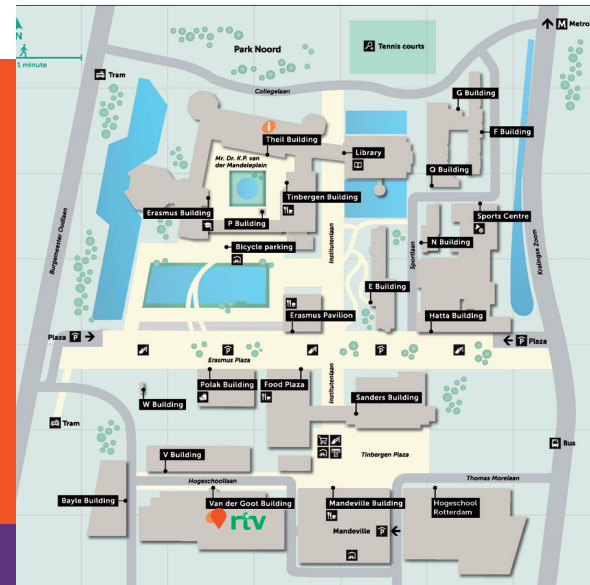 N
1 minute
Park Noord
Tennis courts
M Metro
Tram
Collegelaan
G Building
F Building
i
Theil Building
Library
Mr. Dr. K.P. van
der Mandeleplein
Q Building
Tinbergen Building
Erasmus Building
P Building
Sports Centre
N Building
Bicycle parking
Burgemeester Oudlaan
Institutenlaan
Sportlaan
Kralingse Zoom
E Building
Erasmus Pavilion
Hatta Building
Plaza P
P Plaza
P
P
Erasmus Plaza
Polak Building
Food Plaza
Institutenlaan
Sanders Building
W Building
Tram
Bus
V Building
Tinbergen Plaza
Hogeschoollaan
Thomas Morelaan
Bayle Building
Van der Goot Building
Mandeville Building
Hogeschool
Rotterdam
rtv
Mandeville P